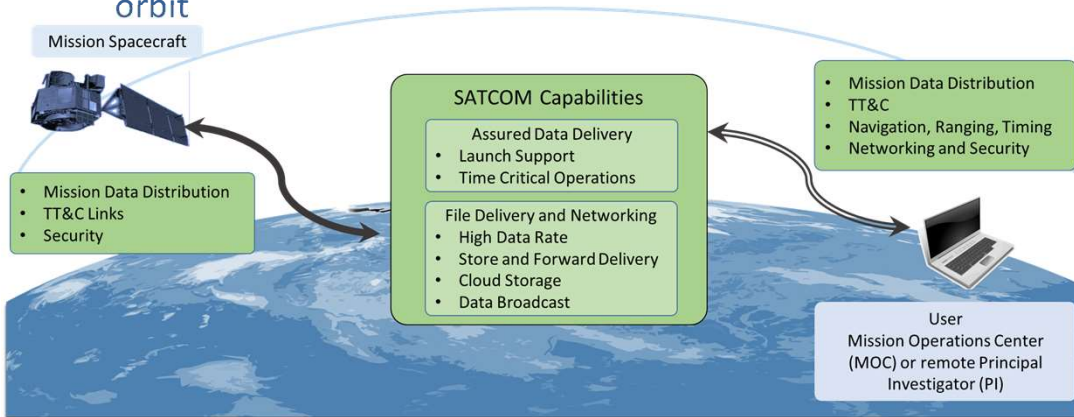 orbit
Mission Spacecraft
• Mission Data Distribution
• TT&C Links
• Security
SATCOM Capabilities
Assured Data Delivery
• Launch Support
• Time Critical Operations
File Delivery and Networking
• High Data Rate
• Store and Forward Delivery
• Cloud Storage
• Data Broadcast
• Mission Data Distribution
• TT&C
• Navigation, Ranging, Timing
• Networking and Security
User
Mission Operations Center
(MOC) or remote Principal
Investigator (PI)